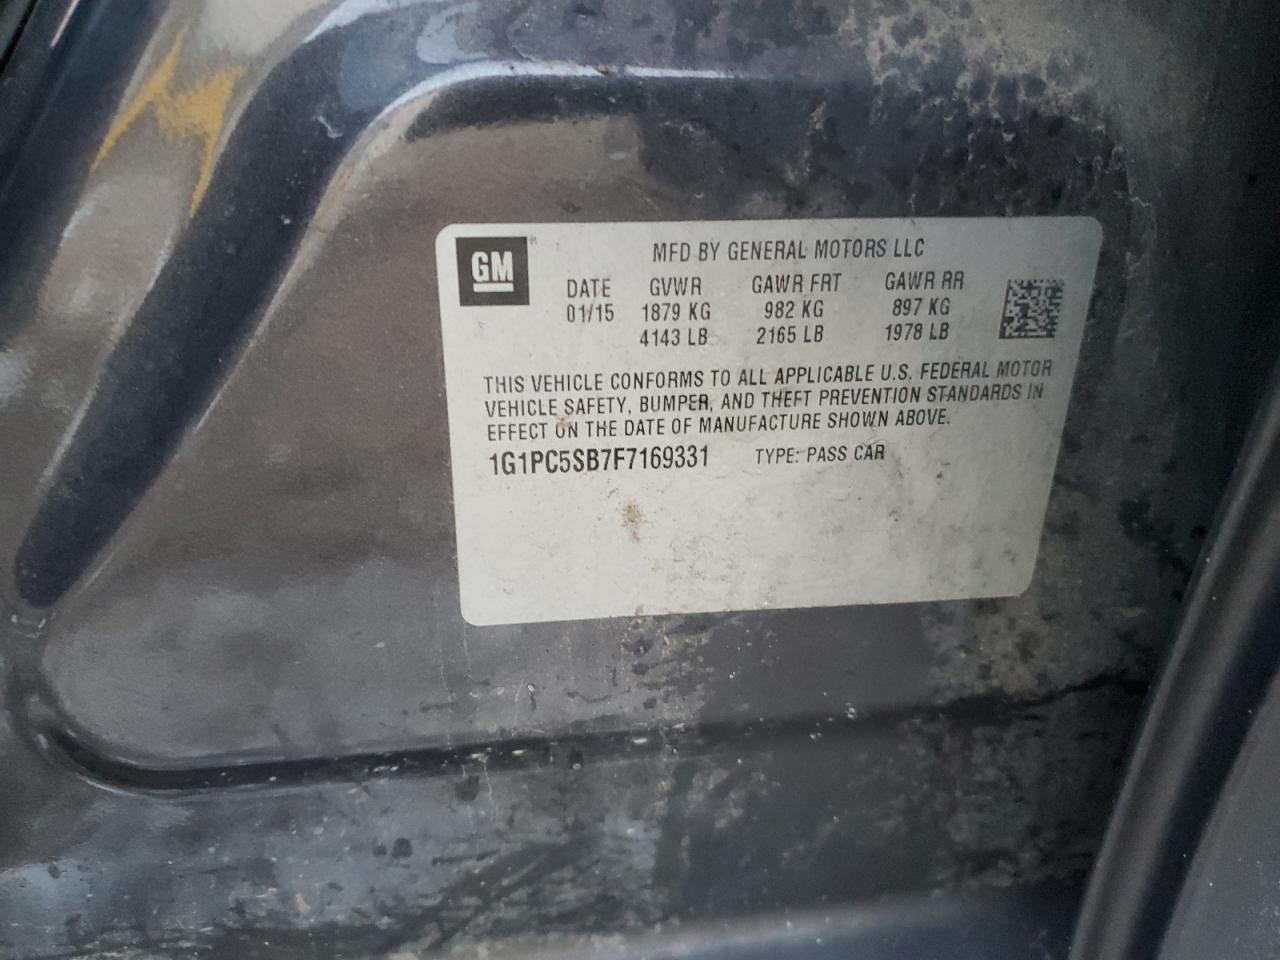 GM
MFD BY GENERAL MOTORS LLC
DATE GVWR GAWR FRT GAWR RR
01/15 1879 KG 982 KG 897 KG
4143 LB 2165 LB 1978 LB
THIS VEHICLE CONFORMS TO ALL APPLICABLE U.S. FEDERAL MOTOR
VEHICLE SAFETY, BUMPER, AND THEFT PREVENTION STANDARDS IN
EFFECT ON THE DATE OF MANUFACTURE SHOWN ABOVE.
1G1PC5SB7F7169331 TYPE: PASS CAR